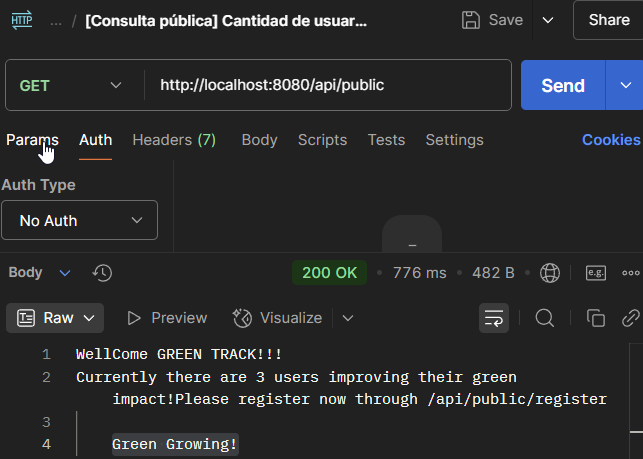 HTTP ... / [Consulta pública] Cantidad de usuar... Save Share
GET http://localhost:8080/api/public Send
Params Auth Headers (7) Body Scripts Tests Settings Cookies
Auth Type
No Auth
Body 200 OK • 776 ms • 482 B • e.g. ooo
Raw Preview Visualize
1 WellCome GREEN TRACK!!!
2 Currently there are 3 users improving their green
impact!Please register now through /api/public/register
3
4 Green Growing!